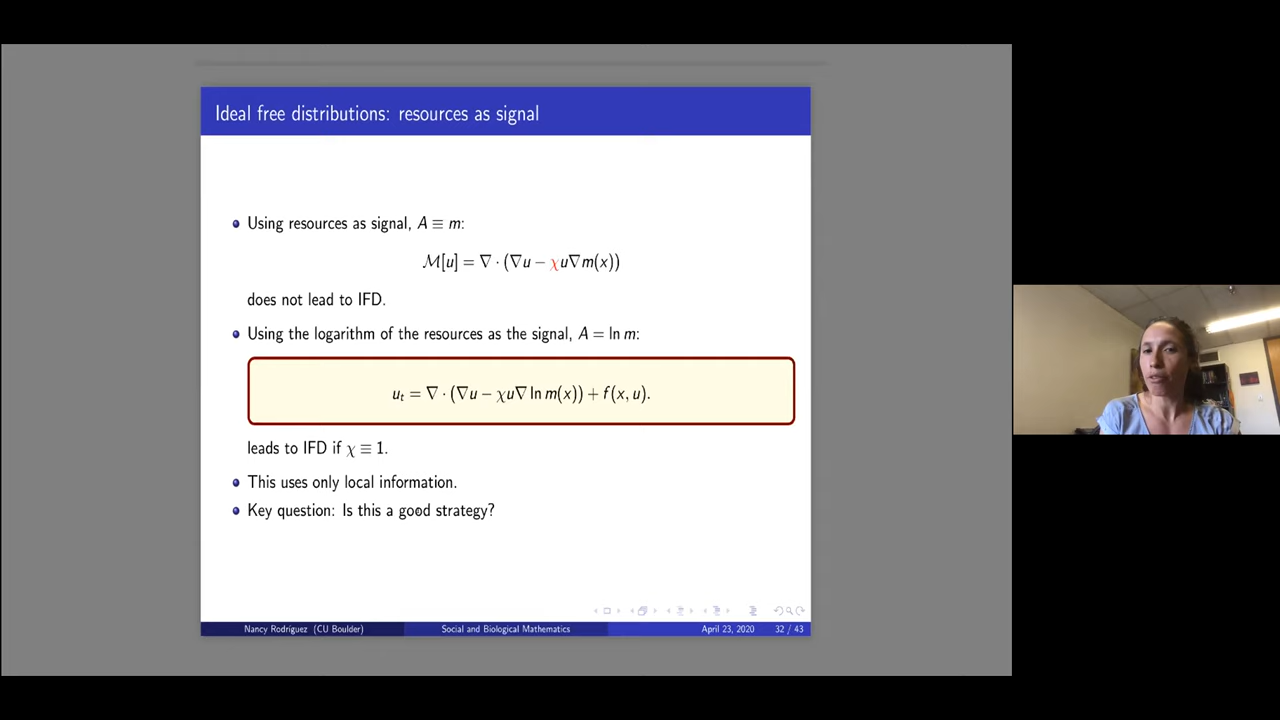 Ideal free distributions: resources as signal
Using resources as signal, A ≡ m:
ℳ[u] = ∇ · (∇u − χu∇m(x))
does not lead to IFD.
Using the logarithm of the resources as the signal, A = ln m:
uₜ = ∇ · (∇u − χu∇ ln m(x)) + f(x, u).
leads to IFD if χ ≡ 1.
This uses only local information.
Key question: Is this a good strategy?
Nancy Rodriguez (CU Boulder) Social and Biological Mathematics April 23, 2020 32 / 43